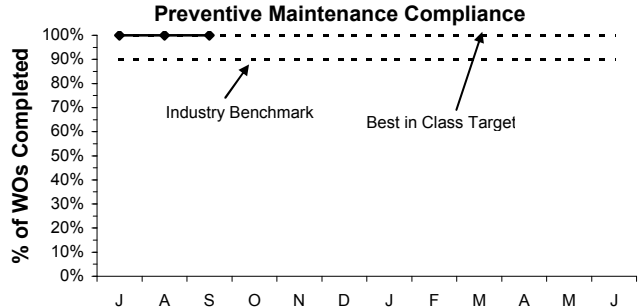 Preventive Maintenance Compliance
% of WOs Completed
100%
90%
80%
70%
60%
50%
40%
30%
20%
10%
0%
Industry Benchmark
Best in Class Target
J A S O N D J F M A M J